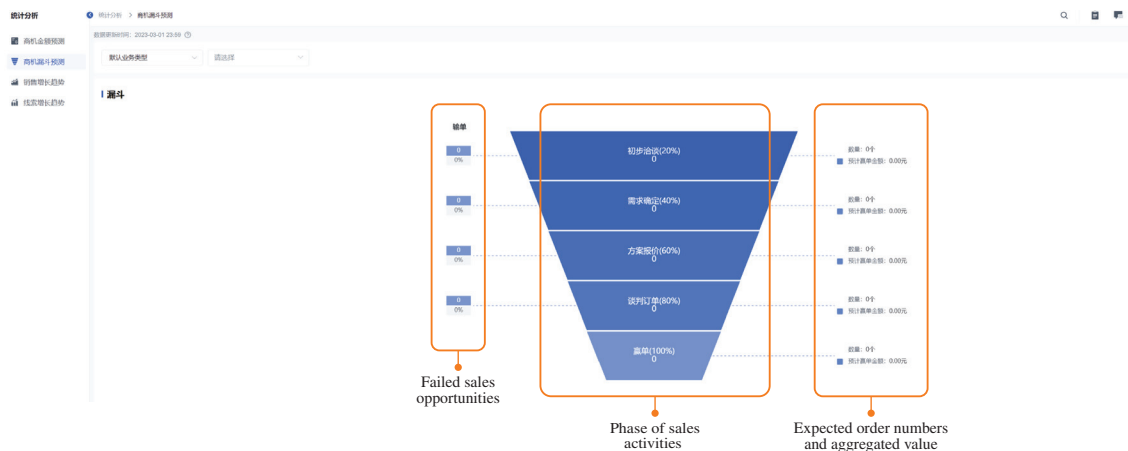 统计分析
统计分析 > 商机漏斗预测
数据更新时间：2023-03-01 23:59
商机金额预测
商机漏斗预测
销售增长趋势
线索增长趋势
默认业务类型
请选择
漏斗
输单
0
0%
初步洽谈(20%)
0
数量：0个
预计赢单金额：0.00元
0
0%
需求确定(40%)
0
数量：0个
预计赢单金额：0.00元
0
0%
方案报价(60%)
0
数量：0个
预计赢单金额：0.00元
0
0%
谈判订单(80%)
0
数量：0个
预计赢单金额：0.00元
赢单(100%)
0
数量：0个
预计赢单金额：0.00元
Failed sales
opportunities
Phase of sales
activities
Expected order numbers
and aggregated value